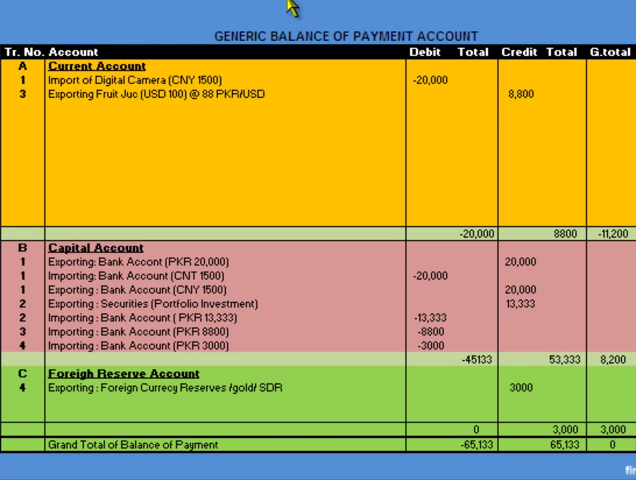 GENERIC BALANCE OF PAYMENT ACCOUNT
Tr. No. Account Debit Total Credit Total G.total
A Current Account
1 Import of Digital Camera (CNY 1500) -20,000
3 Exporting Fruit Juc (USD 100) @ 88 PKR/USD 8,800
-20,000 8800 -11,200
B Capital Account
1 Exporting: Bank Accont (PKR 20,000) 20,000
1 Importing: Bank Account (CNT 1500) -20,000
1 Exporting: Bank Account (CNY 1500) 20,000
2 Exporting : Securities (Portfolio Investment) 13,333
2 Importing : Bank Account ( PKR 13,333) -13,333
3 Importing : Bank Account (PKR 8800) -8800
4 Importing : Bank Account (PKR 3000) -3000
-45133 53,333 8,200
C Foreigh Reserve Account
4 Exporting : Foreign Currecy Reserves /gold/ SDR 3000
0 3,000 3,000
Grand Total of Balance of Payment -65,133 65,133 0